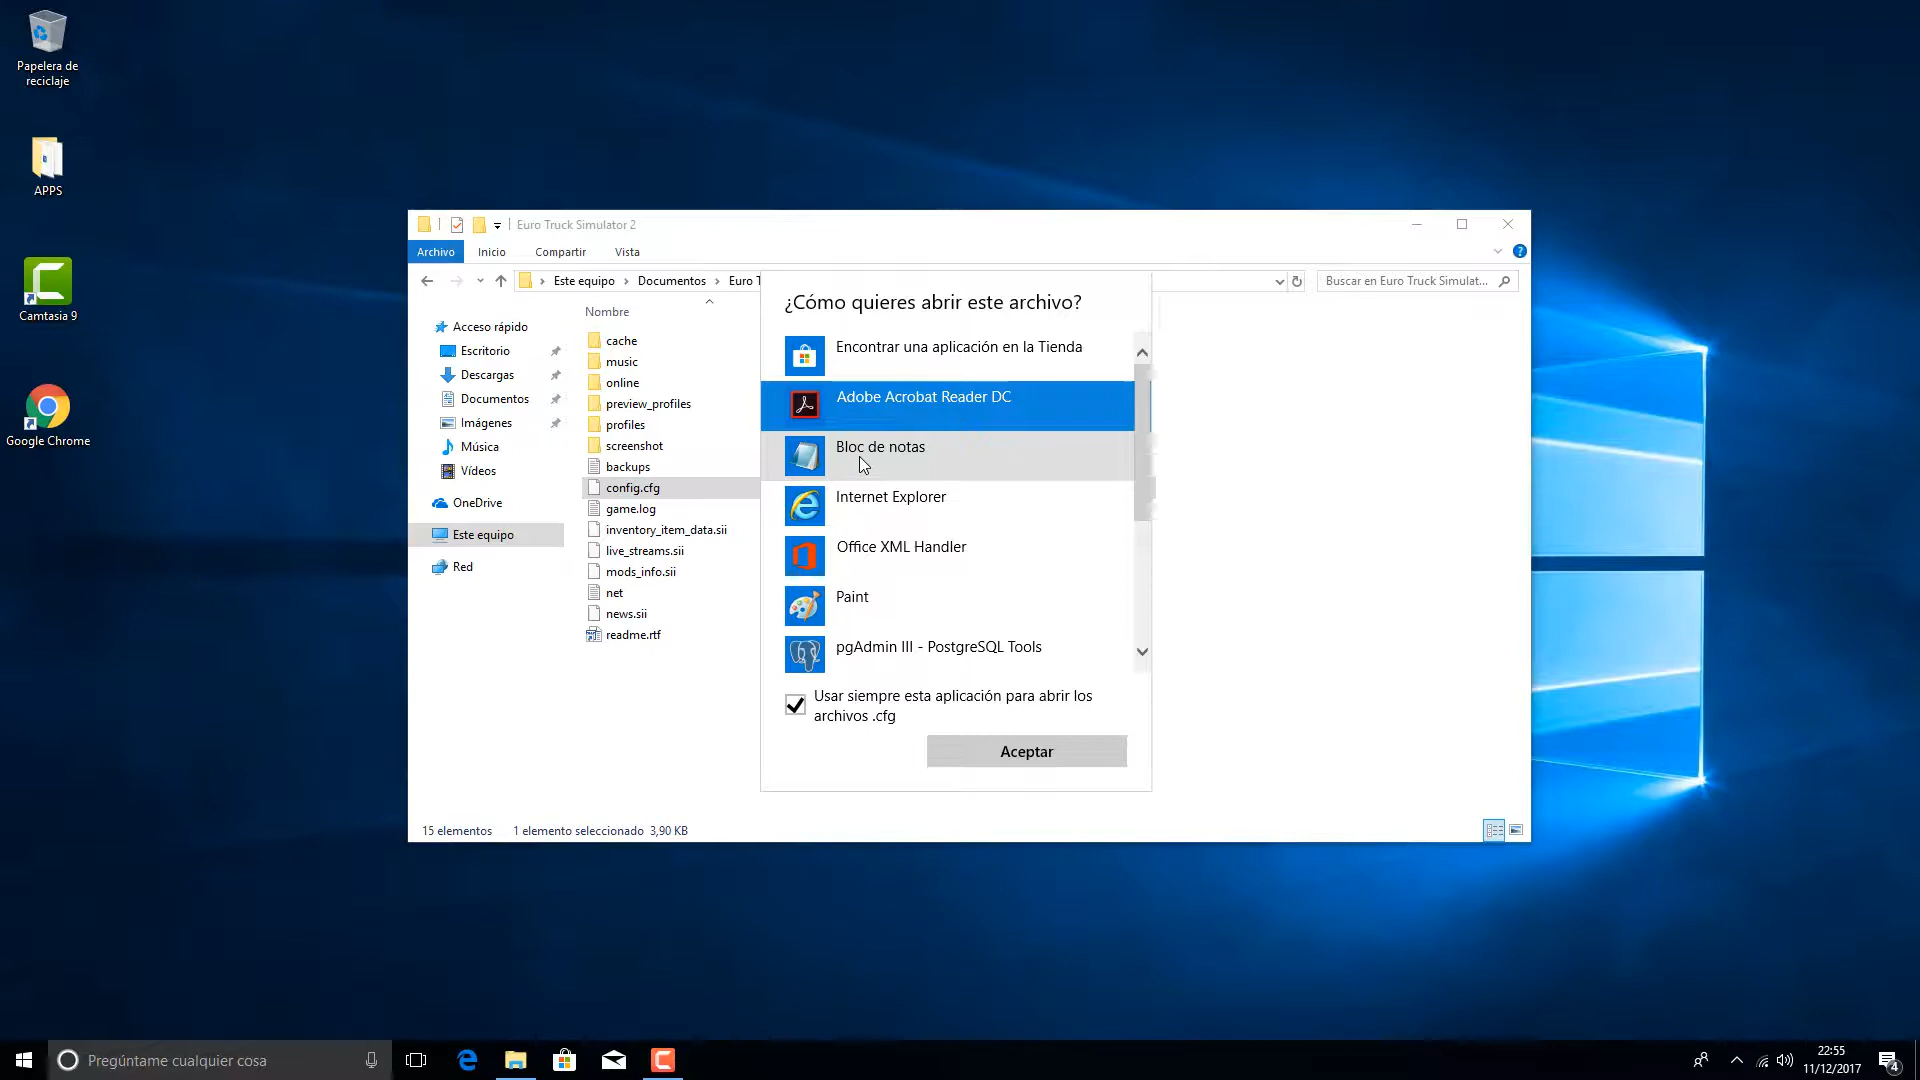 Papelera de
reciclaje
APPS
Camtasia 9
Google Chrome
Euro Truck Simulator 2
Archivo
Inicio
Compartir
Vista
Este equipo
Documentos
Euro T
Buscar en Euro Truck Simulat...
Acceso rápido
Escritorio
Descargas
Documentos
Imágenes
Música
Vídeos
OneDrive
Este equipo
Red
Nombre
cache
music
online
preview_profiles
profiles
screenshot
backups
config.cfg
game.log
inventory_item_data.sii
live_streams.sii
mods_info.sii
net
news.sii
readme.rtf
¿Cómo quieres abrir este archivo?
Encontrar una aplicación en la Tienda
Adobe Acrobat Reader DC
Bloc de notas
Internet Explorer
Office XML Handler
Paint
pgAdmin III - PostgreSQL Tools
Usar siempre esta aplicación para abrir los
archivos .cfg
Aceptar
15 elementos
1 elemento seleccionado 3,90 KB
Pregúntame cualquier cosa
22:55
11/12/2017
4